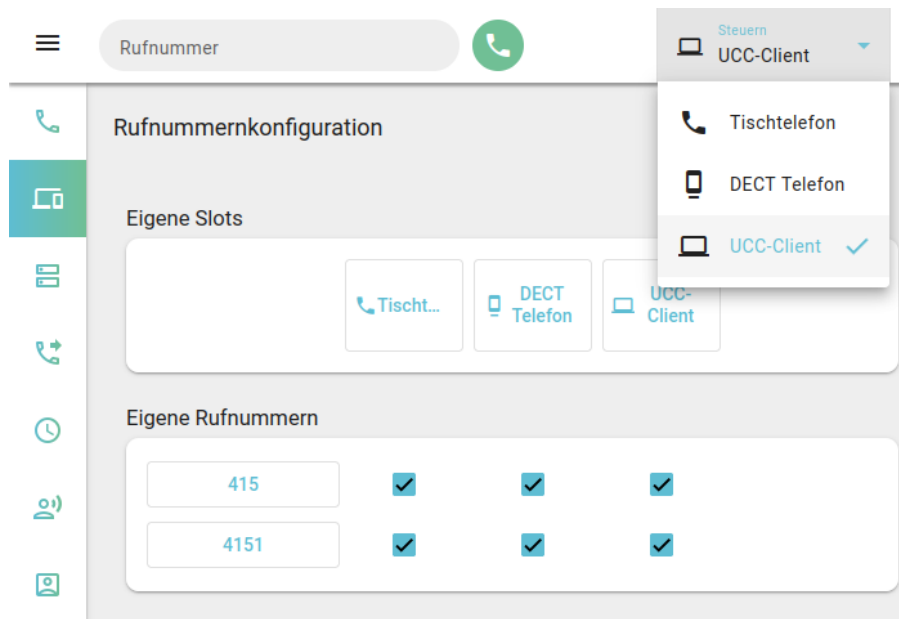 Rufnummer
Steuern
UCC-Client
Tischtelefon
DECT Telefon
UCC-Client
Rufnummernkonfiguration
Eigene Slots
Tischt...
DECT
Telefon
UCC-
Client
Eigene Rufnummern
415
4151